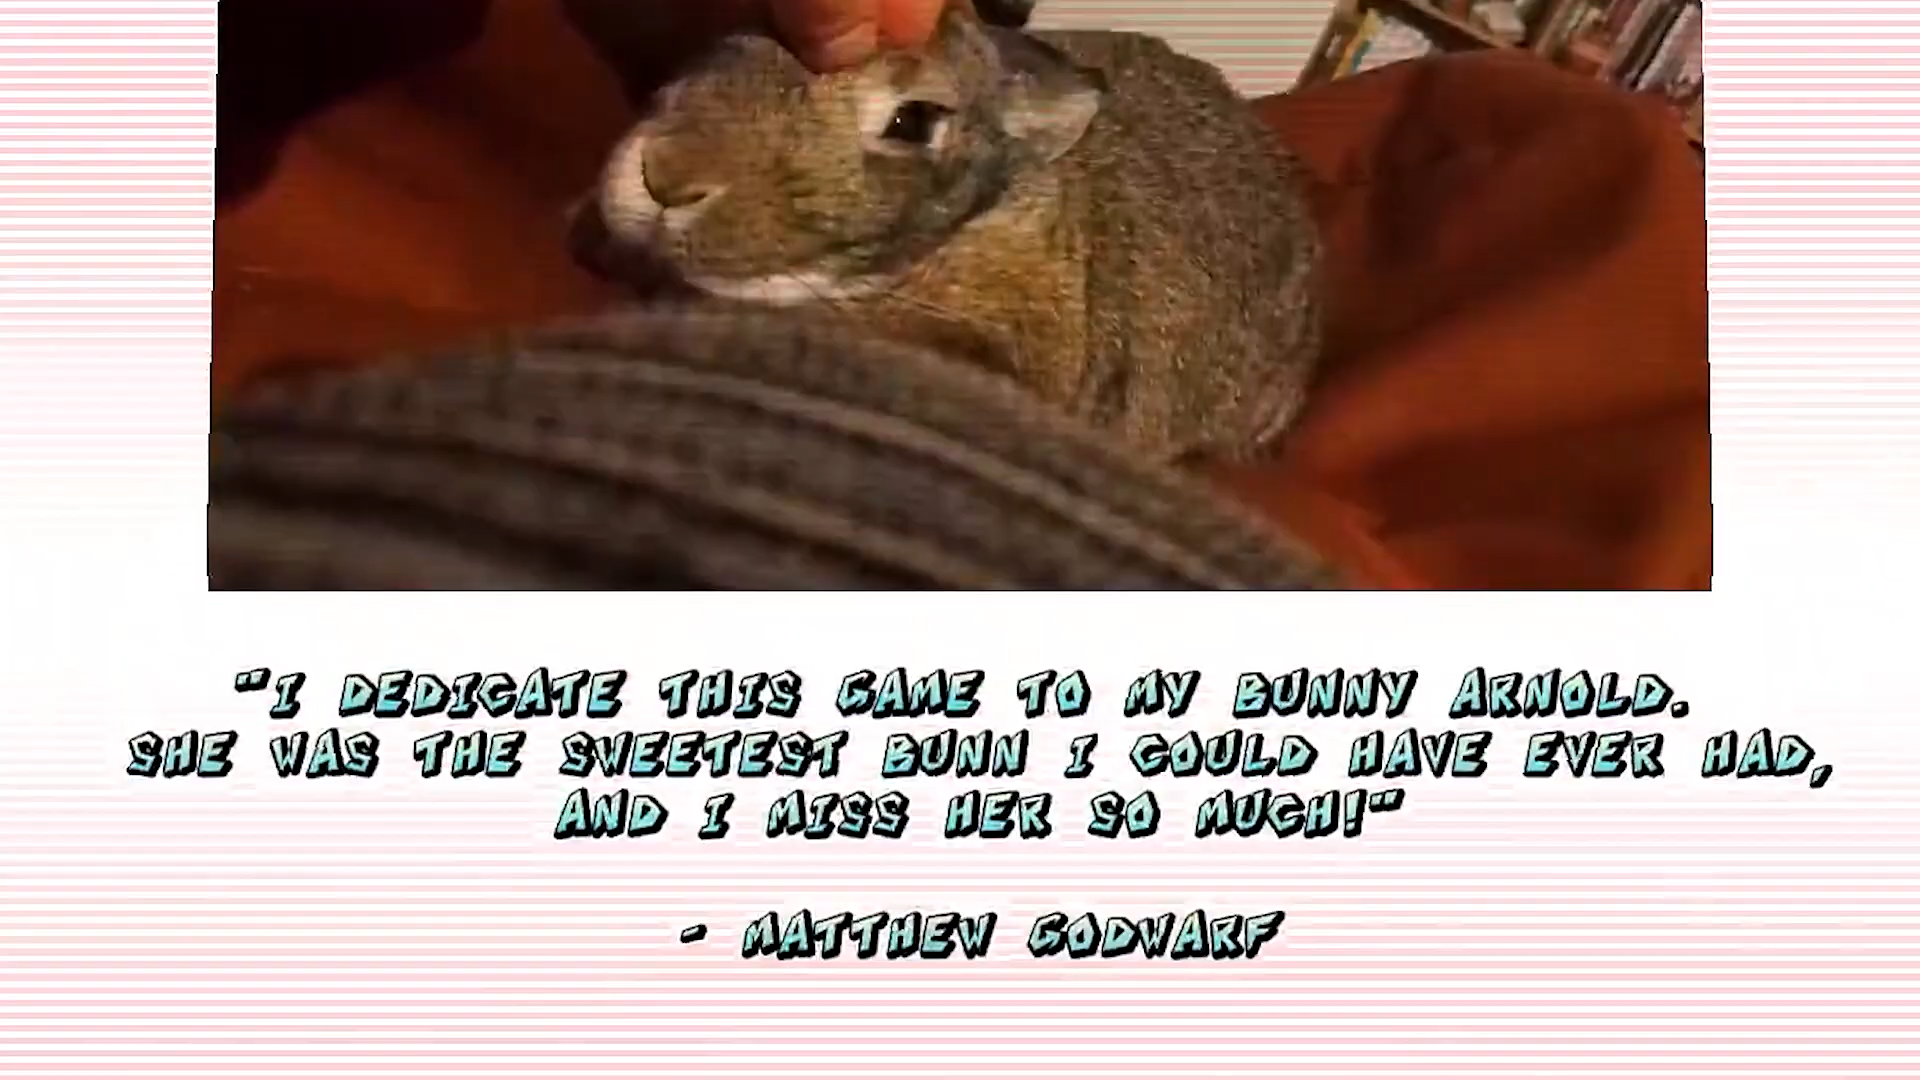 "I DEDICATE THIS GAME TO MY BUNNY ARNOLD.
SHE WAS THE SWEETEST BUNN I COULD HAVE EVER HAD,
AND I MISS HER SO MUCH!"
- MATTHEW GODWARF